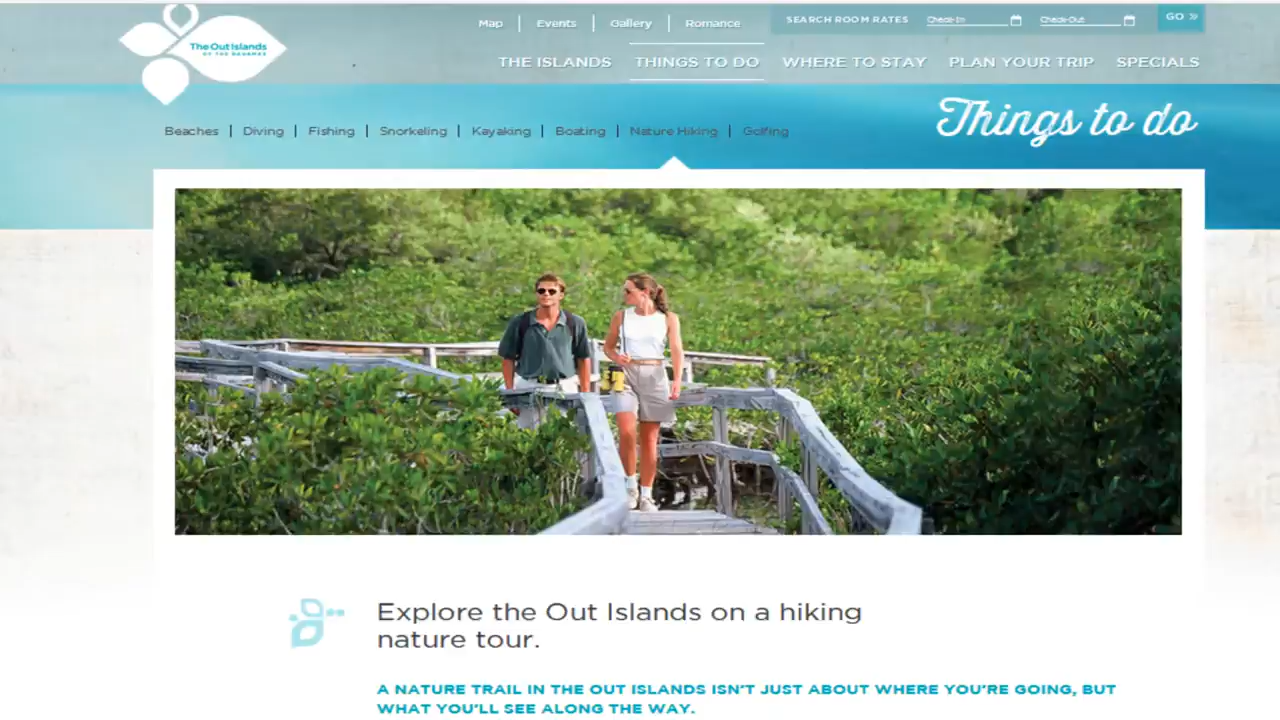 Map | Events | Gallery | Romance
SEARCH ROOM RATES Check-In Check-Out GO »
The Out Islands
OF THE BAHAMAS
THE ISLANDS THINGS TO DO WHERE TO STAY PLAN YOUR TRIP SPECIALS
Beaches | Diving | Fishing | Snorkeling | Kayaking | Boating | Nature Hiking | Golfing
Things to do
Explore the Out Islands on a hiking
nature tour.
A NATURE TRAIL IN THE OUT ISLANDS ISN'T JUST ABOUT WHERE YOU'RE GOING, BUT
WHAT YOU'LL SEE ALONG THE WAY.